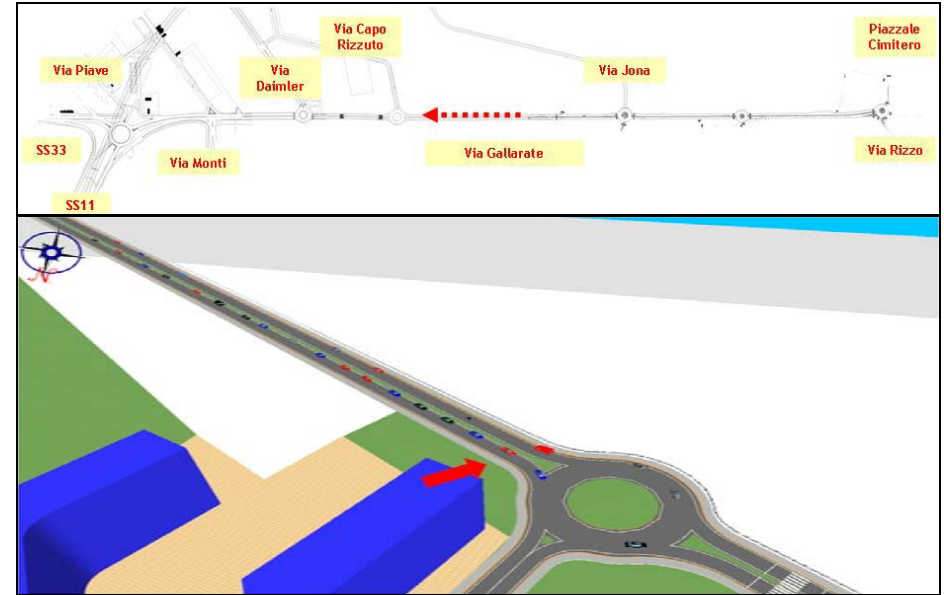 Via Capo
Rizzuto
Piazzale
Cimitero
Via Piave
Via
Daimler
Via Jona
SS33
Via Monti
Via Gallarate
Via Rizzo
SS11
N